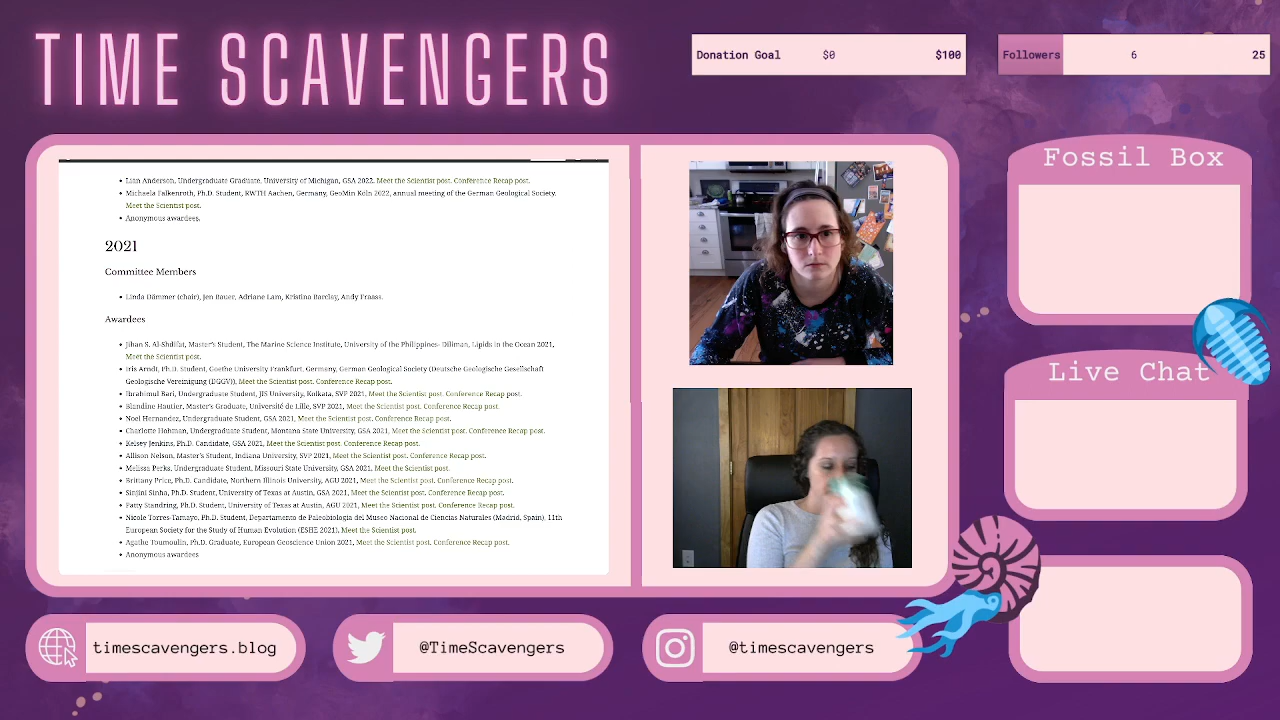 TIME SCAVENGERS
Donation Goal $0 $100
Followers 6 25
Lian Anderson, Undergraduate Graduate, University of Michigan, GSA 2022. Meet the Scientist post. Conference Recap post.
Michaela Falkenroth, Ph.D. Student, RWTH Aachen, Germany, GeoMin Köln 2022, annual meeting of the German Geological Society.
Meet the Scientist post.
Anonymous awardees.
2021
Committee Members
Linda Dämmer (chair), Jen Bauer, Adriane Lam, Kristina Barclay, Andy Fraass.
Awardees
Jihan S. Al-Shdifat, Master's Student, The Marine Science Institute, University of the Philippines- Diliman, Lipids in the Ocean 2021,
Meet the Scientist post.
Iris Arndt, Ph.D. Student, Goethe University Frankfurt, Germany, German Geological Society (Deutsche Geologische Gesellschaft
Geologische Vereinigung (DGGV)), Meet the Scientist post. Conference Recap post.
Ibrahimul Bari, Undergraduate Student, JIS University, Kolkata, SVP 2021, Meet the Scientist post. Conference Recap post.
Blandine Hautier, Master's Graduate, Université de Lille, SVP 2021, Meet the Scientist post. Conference Recap post.
Noel Hernandez, Undergraduate Student, GSA 2021, Meet the Scientist post. Conference Recap post.
Charlotte Hohman, Undergraduate Student, Montana State University, GSA 2021, Meet the Scientist post. Conference Recap post.
Kelsey Jenkins, Ph.D. Candidate, GSA 2021, Meet the Scientist post. Conference Recap post.
Allison Nelson, Master's Student, Indiana University, SVP 2021, Meet the Scientist post. Conference Recap post.
Melissa Perks, Undergraduate Student, Missouri State University, GSA 2021, Meet the Scientist post.
Brittany Price, Ph.D. Candidate, Northern Illinois University, AGU 2021, Meet the Scientist post. Conference Recap post.
Sinjini Sinha, Ph.D. Student, University of Texas at Austin, GSA 2021, Meet the Scientist post. Conference Recap post.
Patty Standring, Ph.D. Student, University of Texas at Austin, AGU 2021, Meet the Scientist post. Conference Recap post.
Nicole Torres-Tamayo, Ph.D. Student, Departamento de Paleobiología del Museo Nacional de Ciencias Naturales (Madrid, Spain), 11th
European Society for the Study of Human Evolution (ESHE 2021), Meet the Scientist post.
Agathe Toumoulin, Ph.D. Graduate, European Geoscience Union 2021, Meet the Scientist post. Conference Recap post.
Anonymous awardees
Fossil Box
Live Chat
timescavengers.blog
@TimeScavengers
@timescavengers